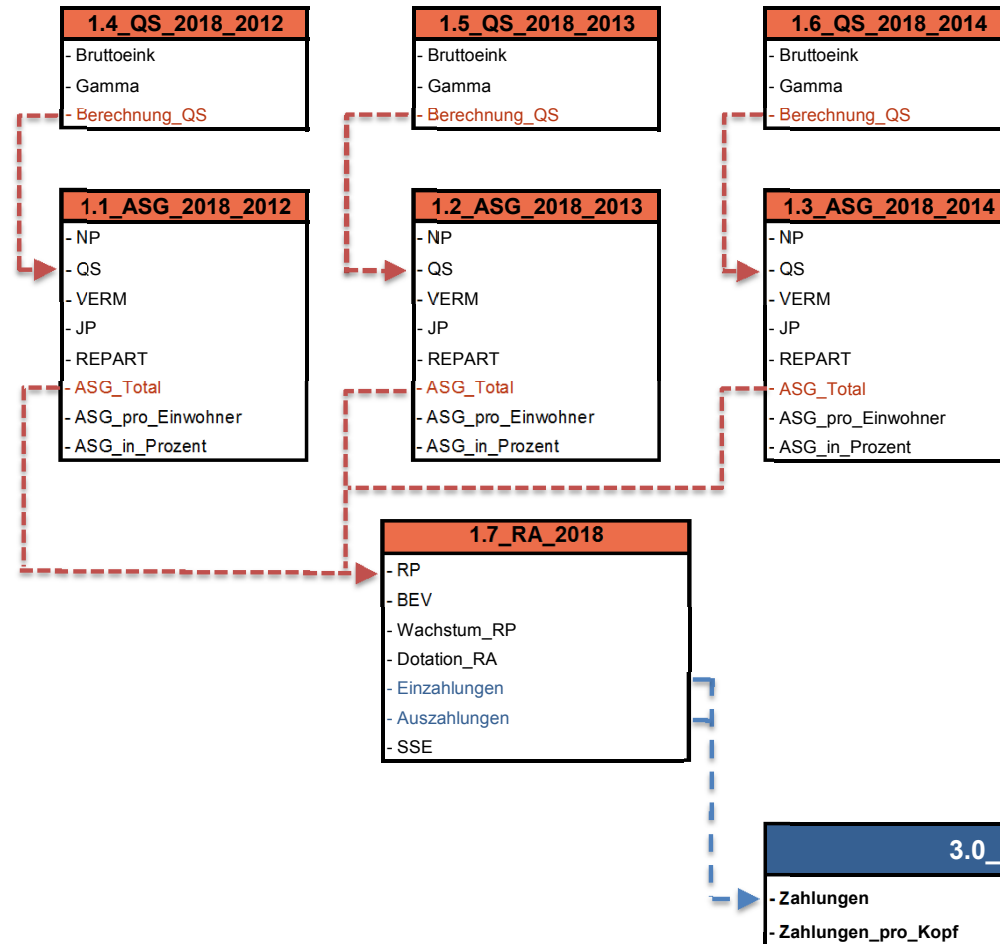 1.4_QS_2018_2012
- Bruttoeink
- Gamma
- Berechnung_QS
1.5_QS_2018_2013
- Bruttoeink
- Gamma
- Berechnung_QS
1.6_QS_2018_2014
- Bruttoeink
- Gamma
- Berechnung_QS
1.1_ASG_2018_2012
- NP
- QS
- VERM
- JP
- REPART
- ASG_Total
- ASG_pro_Einwohner
- ASG_in_Prozent
1.2_ASG_2018_2013
- NP
- QS
- VERM
- JP
- REPART
- ASG_Total
- ASG_pro_Einwohner
- ASG_in_Prozent
1.3_ASG_2018_2014
- NP
- QS
- VERM
- JP
- REPART
- ASG_Total
- ASG_pro_Einwohner
- ASG_in_Prozent
1.7_RA_2018
- RP
- BEV
- Wachstum_RP
- Dotation_RA
- Einzahlungen
- Auszahlungen
- SSE
3.0_
- Zahlungen
- Zahlungen_pro_Kopf